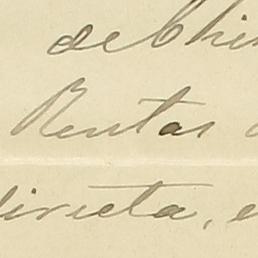 de Chi
Rentas
directa, e